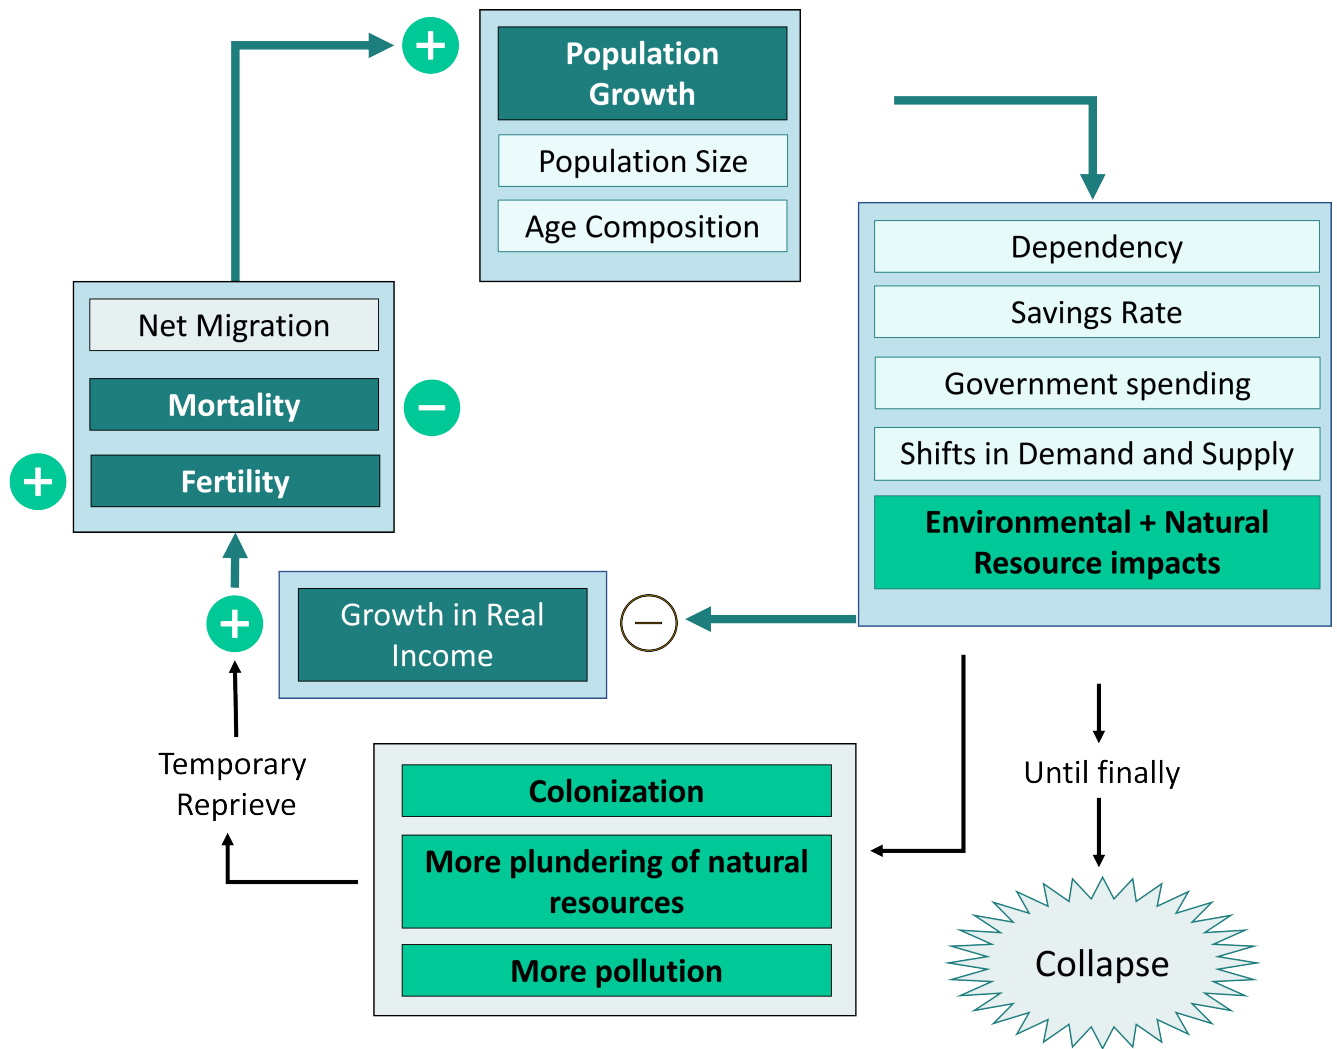 Population
Growth
Population Size
Age Composition
Dependency
Savings Rate
Government spending
Shifts in Demand and Supply
Environmental + Natural
Resource impacts
Net Migration
Mortality
Fertility
Growth in Real
Income
Temporary
Reprieve
Colonization
More plundering of natural
resources
More pollution
Until finally
Collapse